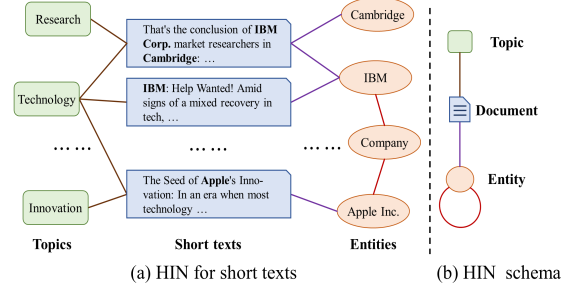 Research
That's the conclusion of IBM
Corp. market researchers in
Cambridge: …
Cambridge
Technology
IBM: Help Wanted! Amid
signs of a mixed recovery in
tech, …
IBM
… …
… …
… …
Company
Innovation
The Seed of Apple's Inno-
vation: In an era when most
technology …
Apple Inc.
Topics
Short texts
Entities
(a) HIN for short texts
Topic
Document
Entity
(b) HIN schema